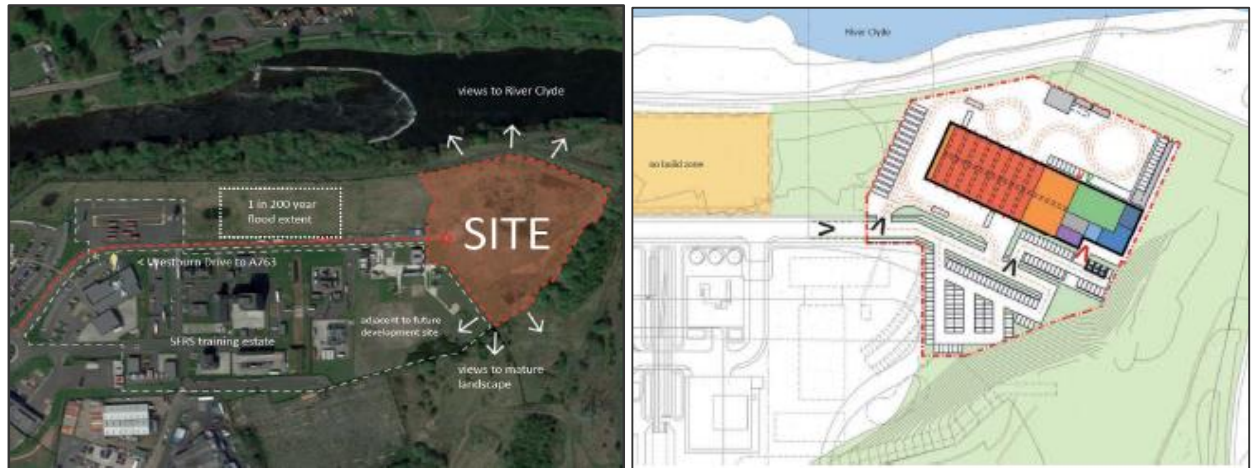 views to River Clyde
1 in 200 year
flood extent
SITE
< Westburn Drive to A763
adjacent to future
development site
SFRS training estate
views to mature
landscape
River Clyde
no build zone